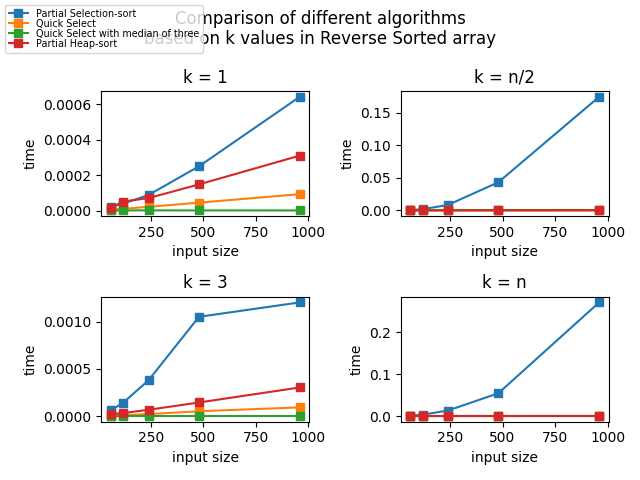 Comparison of different algorithms
based on k values in Reverse Sorted array
Partial Selection-sort
Quick Select
Quick Select with median of three
Partial Heap-sort
k = 1
0.0006
0.0004
0.0002
0.0000
time
250 500 750 1000
input size
k = n/2
0.15
0.10
0.05
0.00
time
250 500 750 1000
input size
k = 3
0.0010
0.0005
0.0000
time
250 500 750 1000
input size
k = n
0.2
0.1
0.0
time
250 500 750 1000
input size